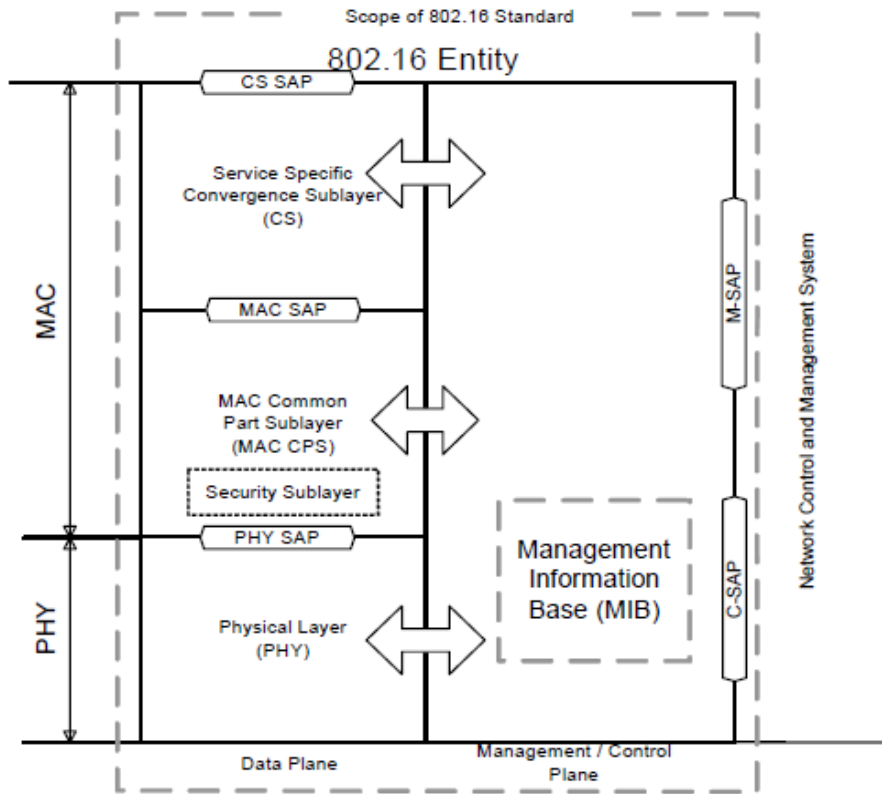 Scope of 802.16 Standard
802.16 Entity
CS SAP
Service Specific
Convergence Sublayer
(CS)
MAC
MAC SAP
M-SAP
Network Control and Management System
MAC Common
Part Sublayer
(MAC CPS)
Security Sublayer
PHY SAP
Management
Information
Base (MIB)
C-SAP
PHY
Physical Layer
(PHY)
Data Plane
Management / Control
Plane